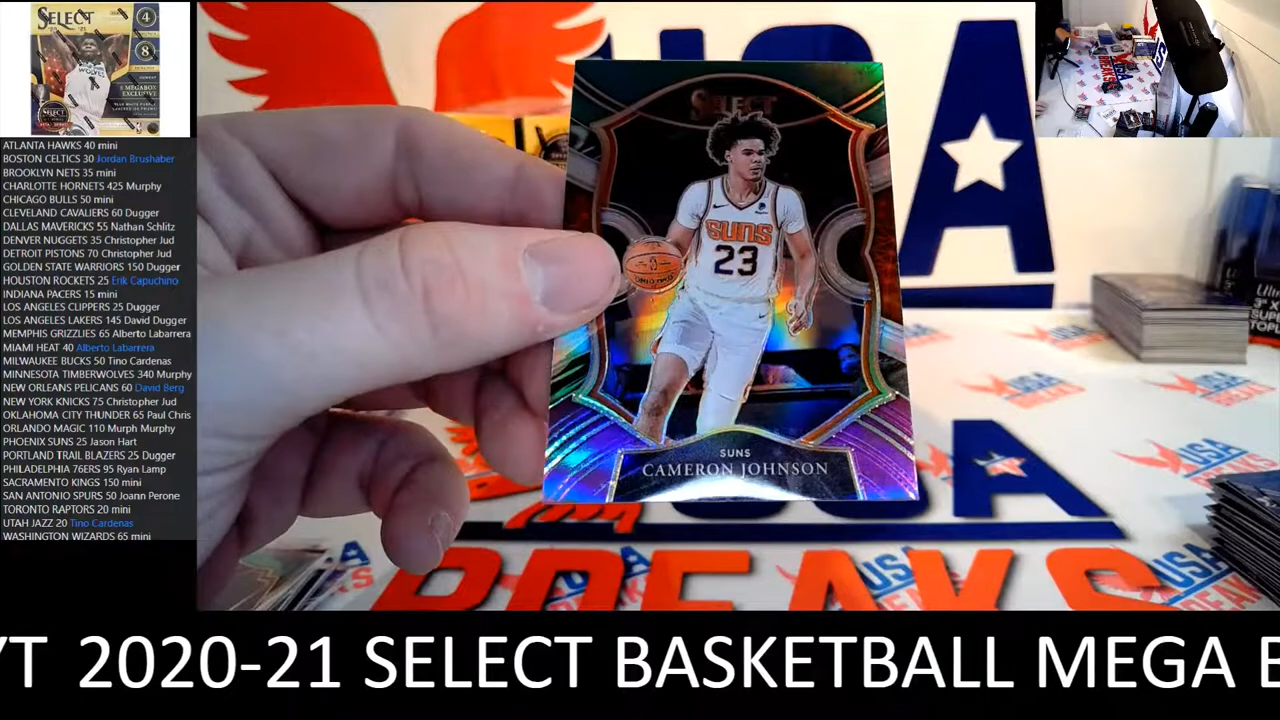 SELECT
'21
4
8
WOLVES
ATLANTA HAWKS 40 mini
BOSTON CELTICS 30 Jordan Brushaber
BROOKLYN NETS 35 mini
CHARLOTTE HORNETS 425 Murphy
CHICAGO BULLS 50 mini
CLEVELAND CAVALIERS 60 Dugger
DALLAS MAVERICKS 55 Nathan Schlitz
DENVER NUGGETS 35 Christopher Jud
DETROIT PISTONS 70 Christopher Jud
GOLDEN STATE WARRIORS 150 Dugger
HOUSTON ROCKETS 25 Erik Capuchino
INDIANA PACERS 15 mini
LOS ANGELES CLIPPERS 25 Dugger
LOS ANGELES LAKERS 145 David Dugger
MEMPHIS GRIZZLIES 65 Alberto Labarrera
MIAMI HEAT 40 Alberto Labarrera
MILWAUKEE BUCKS 50 Tino Cardenas
MINNESOTA TIMBERWOLVES 340 Murphy
NEW ORLEANS PELICANS 60 David Berg
NEW YORK KNICKS 75 Christopher Jud
OKLAHOMA CITY THUNDER 65 Paul Chris
ORLANDO MAGIC 110 Murph Murphy
PHOENIX SUNS 25 Jason Hart
PORTLAND TRAIL BLAZERS 25 Dugger
PHILADELPHIA 76ERS 95 Ryan Lamp
SACRAMENTO KINGS 150 mini
SAN ANTONIO SPURS 50 Joann Perone
TORONTO RAPTORS 20 mini
UTAH JAZZ 20 Tino Cardenas
WASHINGTON WIZARDS 65 mini
SELECT
SUNS
23
SUNS
CAMERON JOHNSON
USA
BREAKS
USA
BREAKS
YT 2020-21 SELECT BASKETBALL MEGA B